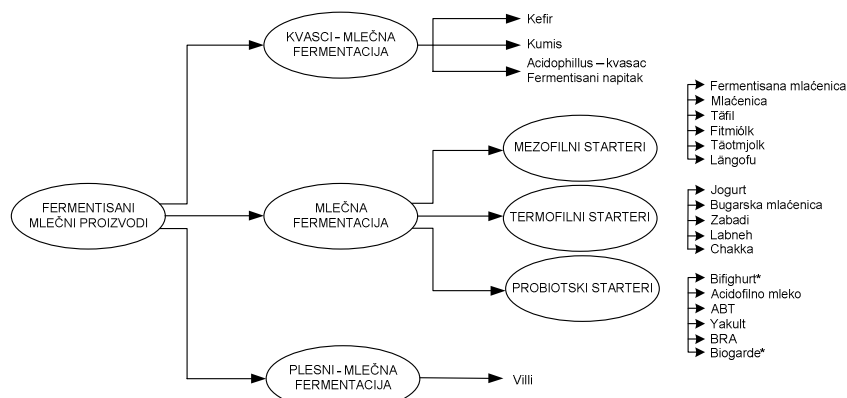 KVASCI – MLEČNA
FERMENTACIJA
Kefir
Kumis
Acidophillus – kvasac
Fermentisani napitak
FERMENTISANI
MLEČNI PROIZVODI
MLEČNA
FERMENTACIJA
MEZOFILNI STARTERI
Fermentisana mlaćenica
Mlaćenica
Täfil
Fitmiólk
Täotmjolk
Längofu
TERMOFILNI STARTERI
Jogurt
Bugarska mlaćenica
Zabadi
Labneh
Chakka
PROBIOTSKI STARTERI
Bifighurt*
Acidofilno mleko
ABT
Yakult
BRA
Biogarde*
PLESNI – MLEČNA
FERMENTACIJA
Villi